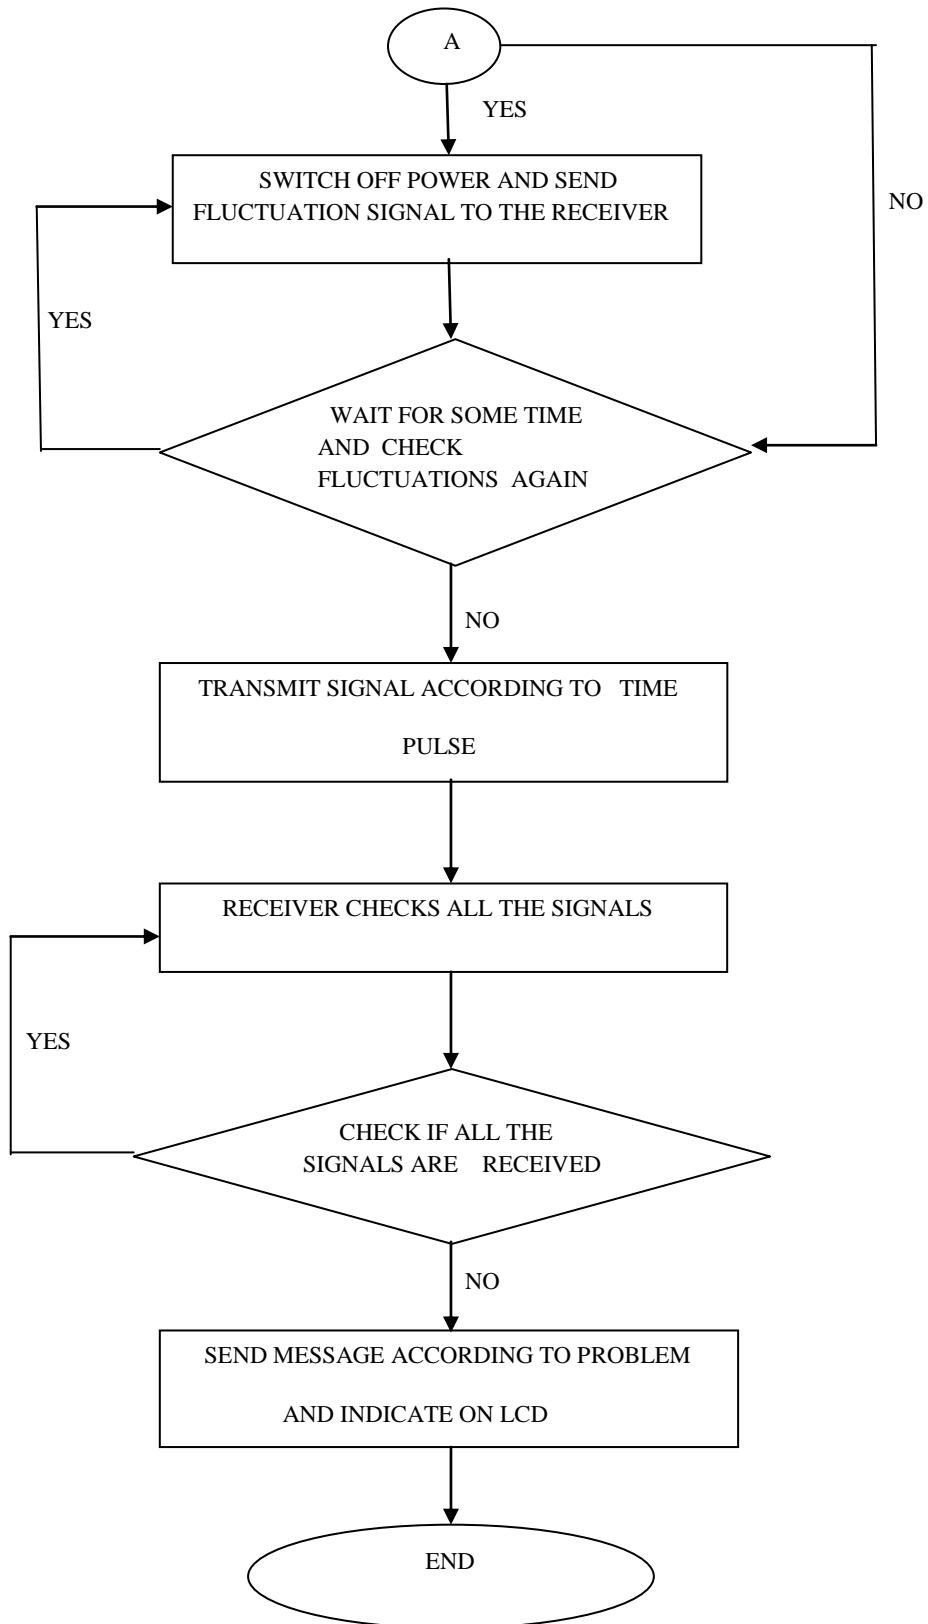 A
YES
SWITCH OFF POWER AND SEND
FLUCTUATION SIGNAL TO THE RECEIVER
NO
YES
WAIT FOR SOME TIME
AND CHECK
FLUCTUATIONS AGAIN
NO
TRANSMIT SIGNAL ACCORDING TO TIME
PULSE
RECEIVER CHECKS ALL THE SIGNALS
YES
CHECK IF ALL THE
SIGNALS ARE RECEIVED
NO
SEND MESSAGE ACCORDING TO PROBLEM
AND INDICATE ON LCD
END